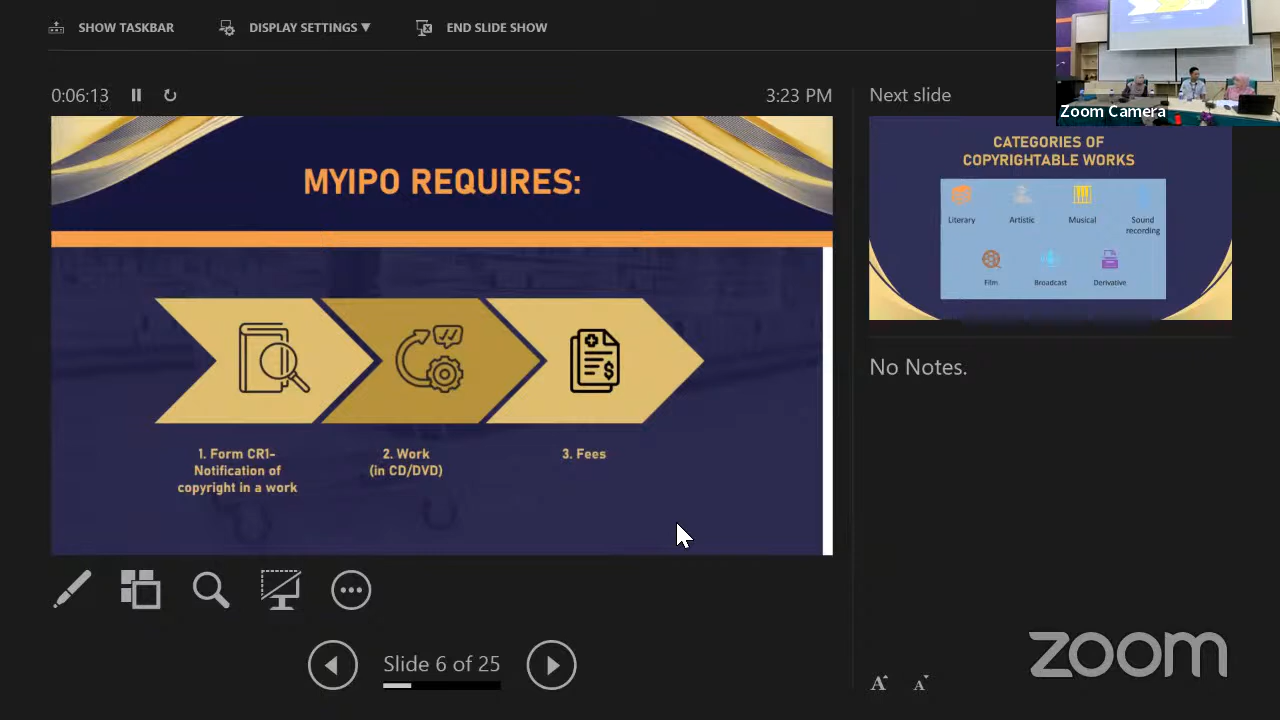 SHOW TASKBAR
DISPLAY SETTINGS ▼
END SLIDE SHOW
0:06:13
3:23 PM
Next slide
Zoom Camera
MYIPO REQUIRES:
1. Form CR1-
Notification of
copyright in a work
2. Work
(in CD/DVD)
3. Fees
CATEGORIES OF
COPYRIGHTABLE WORKS
Literary
Artistic
Musical
Sound
recording
Film
Broadcast
Derivative
No Notes.
Slide 6 of 25
A A
zoom